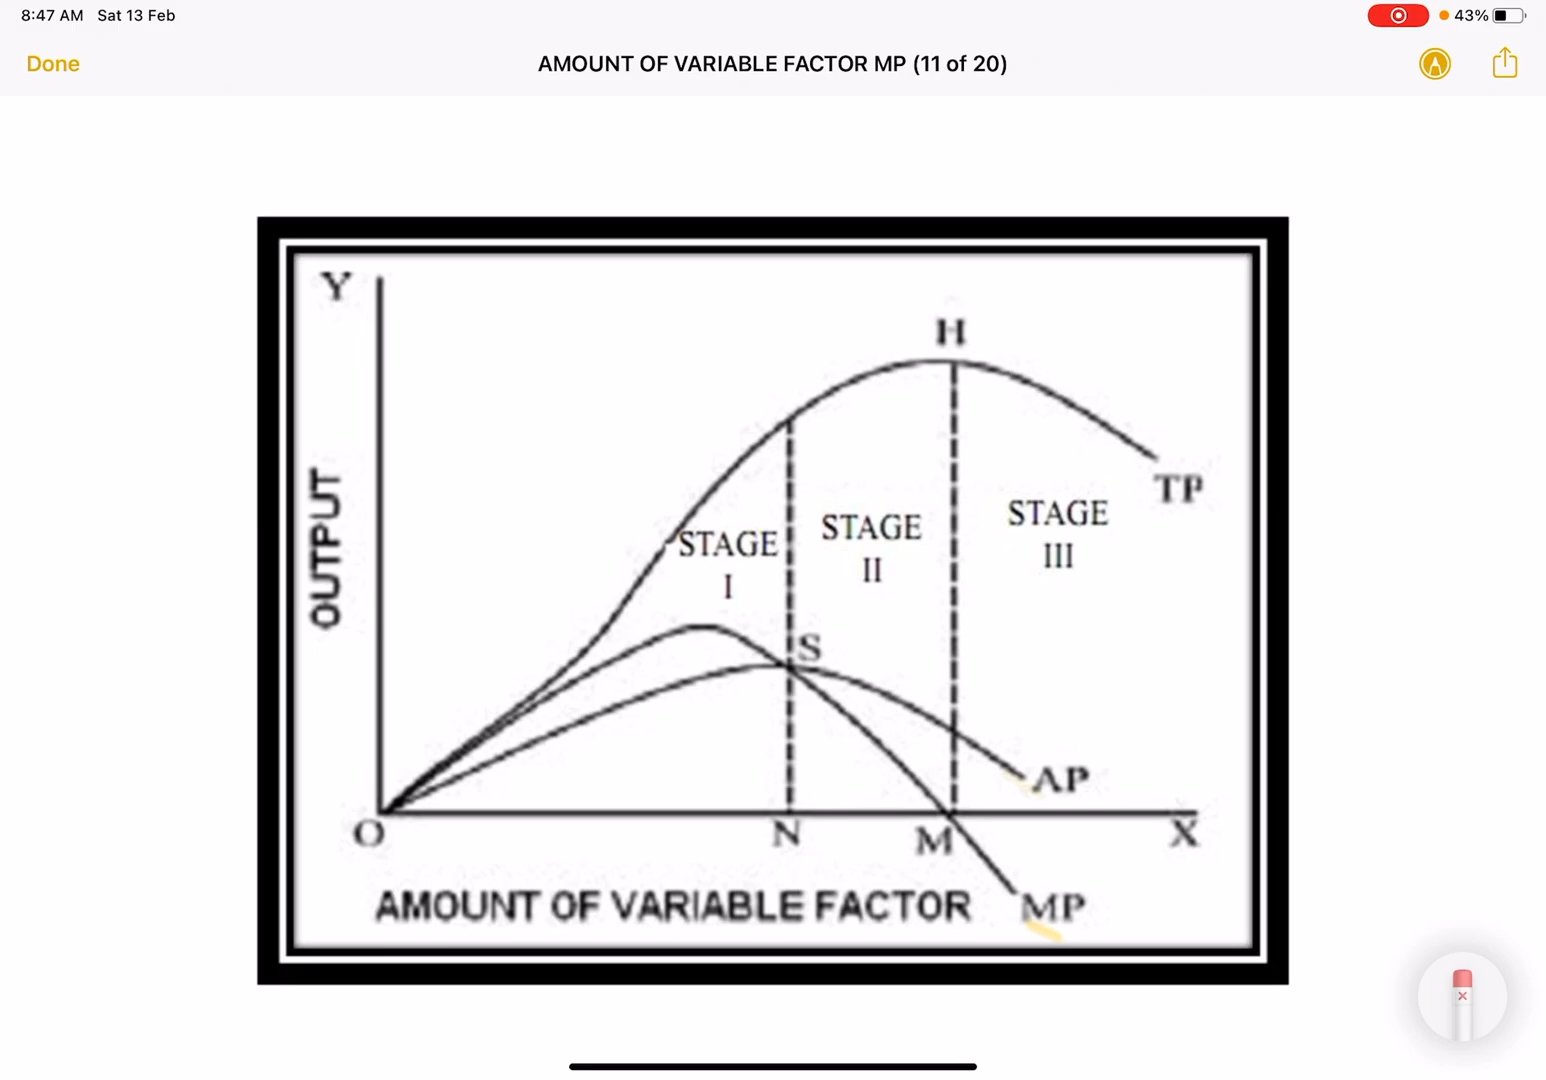 8:47 AM Sat 13 Feb
43%
Done
AMOUNT OF VARIABLE FACTOR MP (11 of 20)
Y
H
OUTPUT
TP
STAGE
I
STAGE
II
STAGE
III
S
AP
O
N
M
X
AMOUNT OF VARIABLE FACTOR
MP